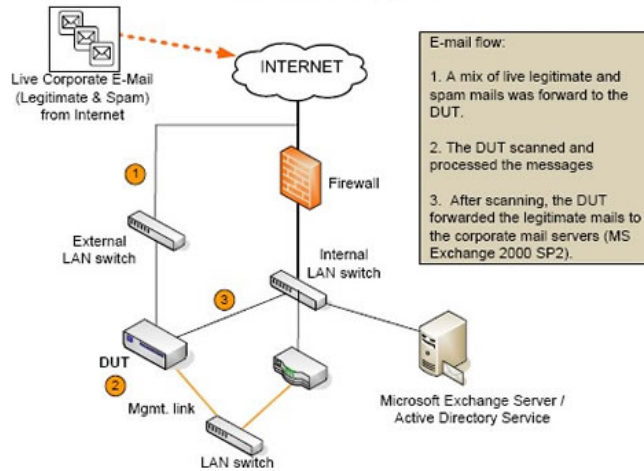 Live Corporate E-Mail
(Legitimate & Spam)
from Internet
INTERNET
E-mail flow:
1. A mix of live legitimate and
spam mails was forward to the
DUT.
2. The DUT scanned and
processed the messages
3. After scanning, the DUT
forwarded the legitimate mails to
the corporate mail servers (MS
Exchange 2000 SP2).
1
Firewall
External
LAN switch
Internal
LAN switch
3
DUT
2
Mgmt. link
LAN switch
Microsoft Exchange Server /
Active Directory Service